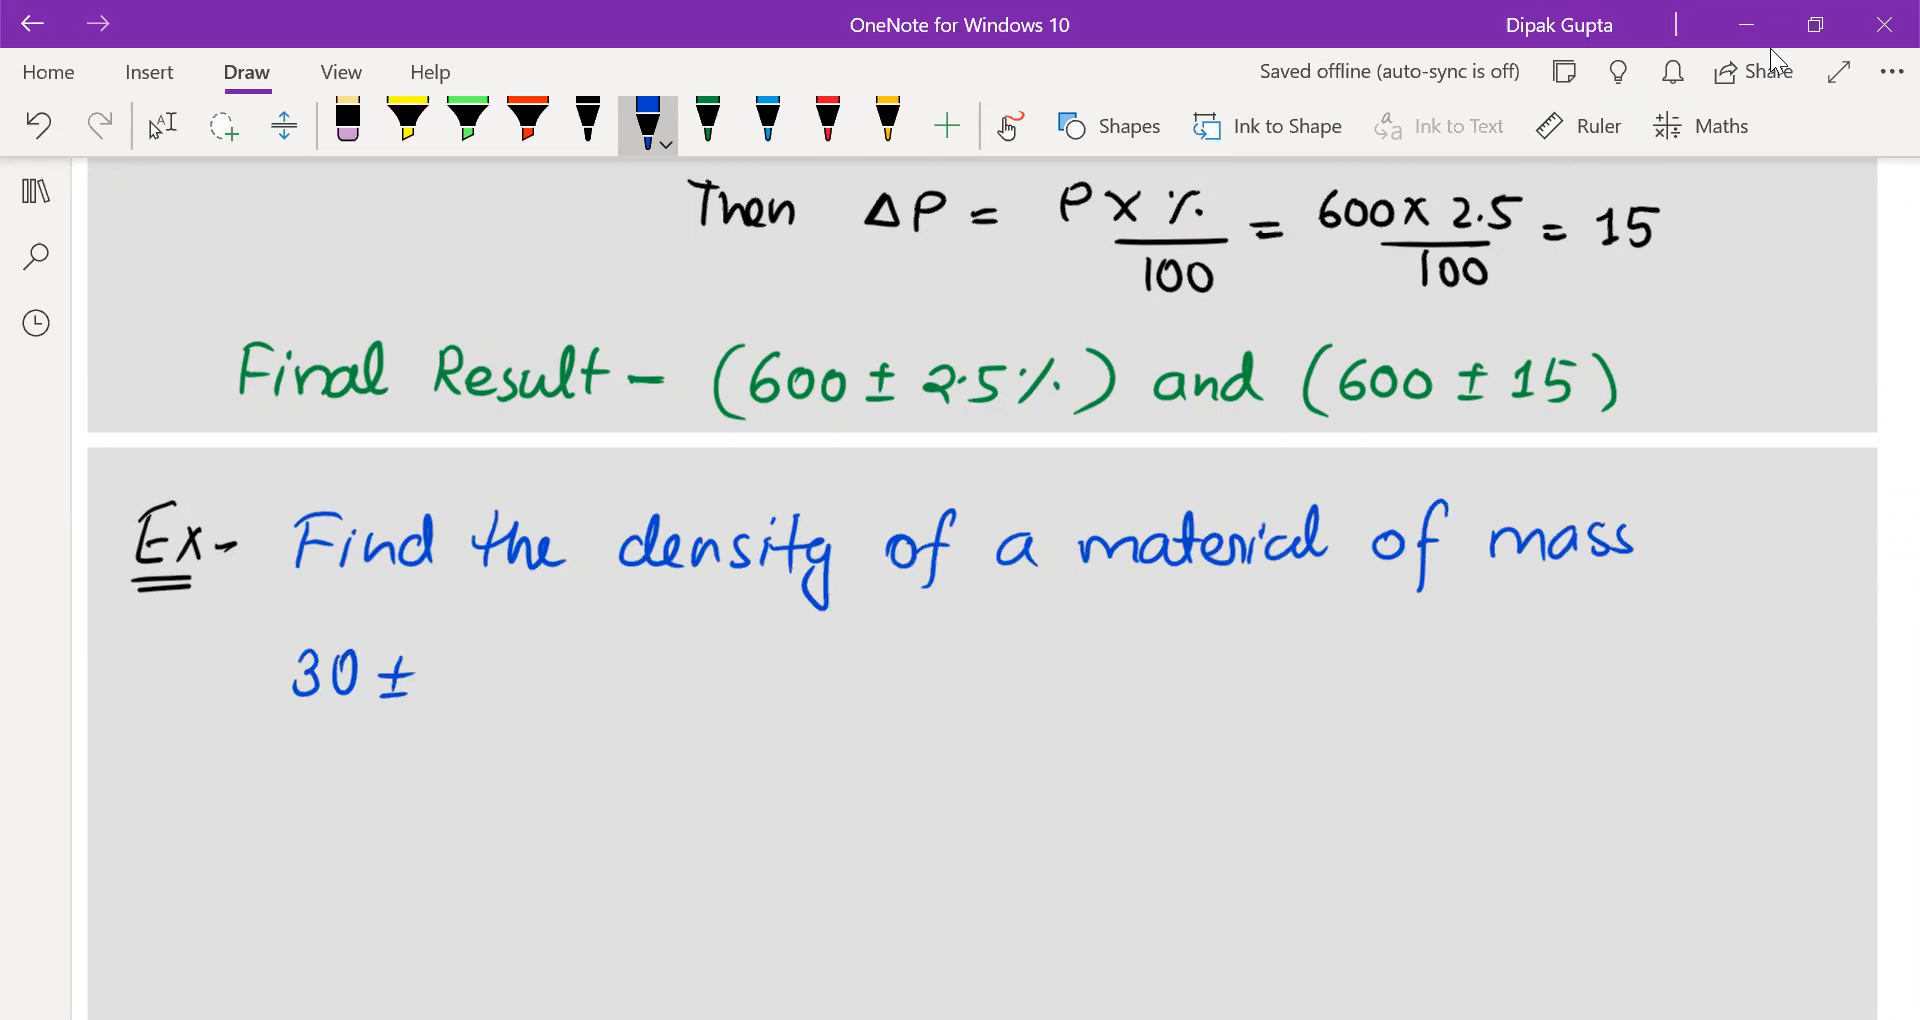 OneNote for Windows 10
Dipak Gupta
Home Insert Draw View Help
Saved offline (auto-sync is off) Share
Shapes Ink to Shape Ink to Text Ruler Maths
Then ΔP = P × % / 100 = 600 × 2.5 / 100 = 15
Final Result – (600 ± 2.5 %) and (600 ± 15)
Ex- Find the density of a material of mass
30 ±